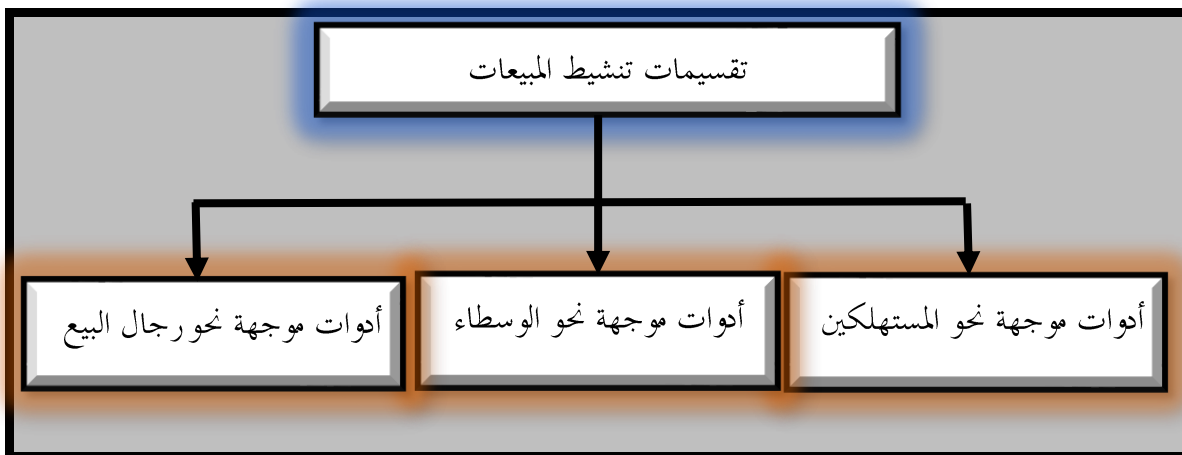 تقسيمات تنشيط المبيعات
أدوات موجهة نحو المستهلكين
أدوات موجهة نحو الوسطاء
أدوات موجهة نحو رجال البيع